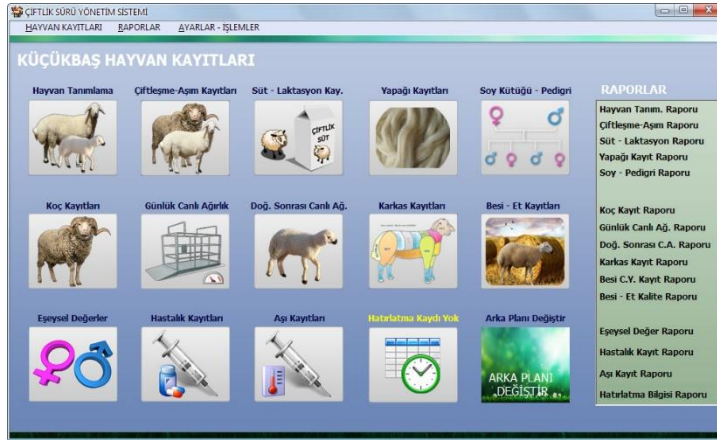 ÇİFTLİK SÜRÜ YÖNETİM SİSTEMİ
HAYVAN KAYITLARI RAPORLAR AYARLAR - İŞLEMLER
KÜÇÜKBAŞ HAYVAN KAYITLARI
Hayvan Tanımlama
Çiftleşme-Aşım Kayıtları
Süt - Laktasyon Kay.
Yapağı Kayıtları
Soy Kütüğü - Pedigri
ÇİFTLİK
SÜT
Koç Kayıtları
Günlük Canlı Ağırlık
Doğ. Sonrası Canlı Ağ.
Karkas Kayıtları
Besi - Et Kayıtları
Eşeysel Değerler
Hastalık Kayıtları
Aşı Kayıtları
Hatırlatma Kaydı Yok
Arka Planı Değiştir
ARKA PLANI
DEĞİŞTİR
RAPORLAR
Hayvan Tanım. Raporu
Çiftleşme-Aşım Raporu
Süt - Laktasyon Raporu
Yapağı Kayıt Raporu
Soy - Pedigri Raporu
Koç Kayıt Raporu
Günlük Canlı Ağ. Raporu
Doğ. Sonrası C.A. Raporu
Karkas Kayıt Raporu
Besi C.Y. Kayıt Raporu
Besi - Et Kalite Raporu
Eşeysel Değer Raporu
Hastalık Kayıt Raporu
Aşı Kayıt Raporu
Hatırlatma Bilgisi Raporu